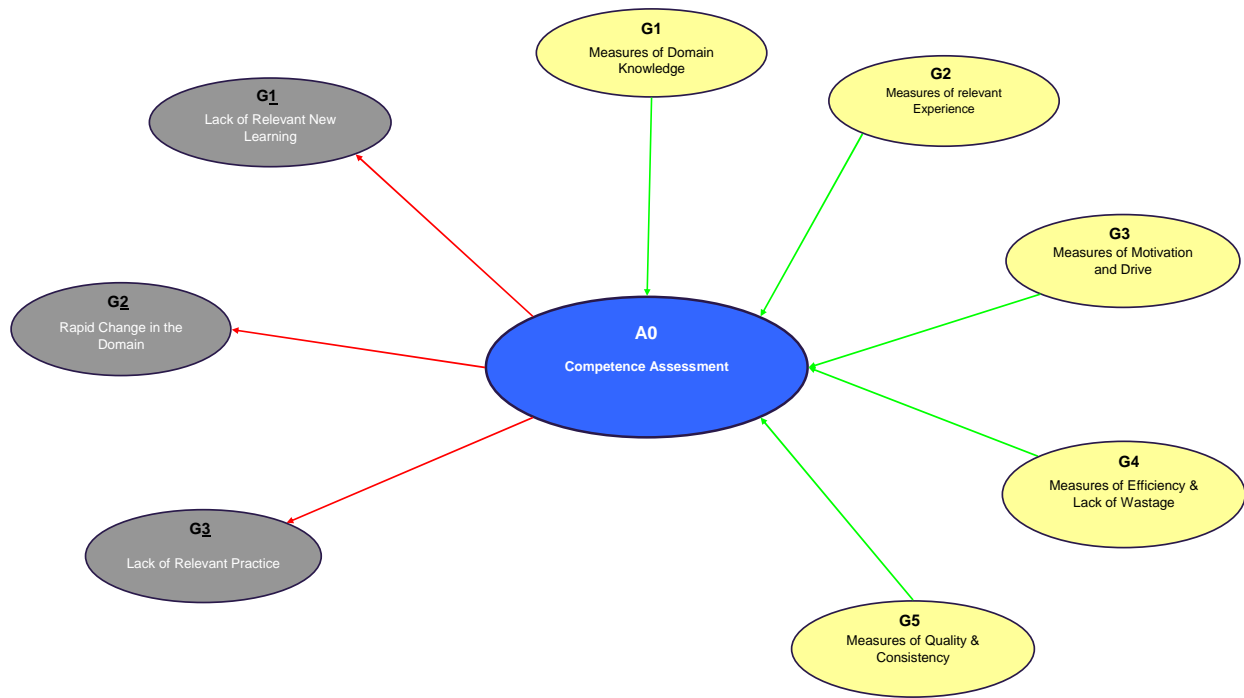 G1
Measures of Domain
Knowledge
G2
Measures of relevant
Experience
G3
Measures of Motivation
and Drive
G4
Measures of Efficiency &
Lack of Wastage
G5
Measures of Quality &
Consistency
A0
Competence Assessment
G1
Lack of Relevant New
Learning
G2
Rapid Change in the
Domain
G3
Lack of Relevant Practice